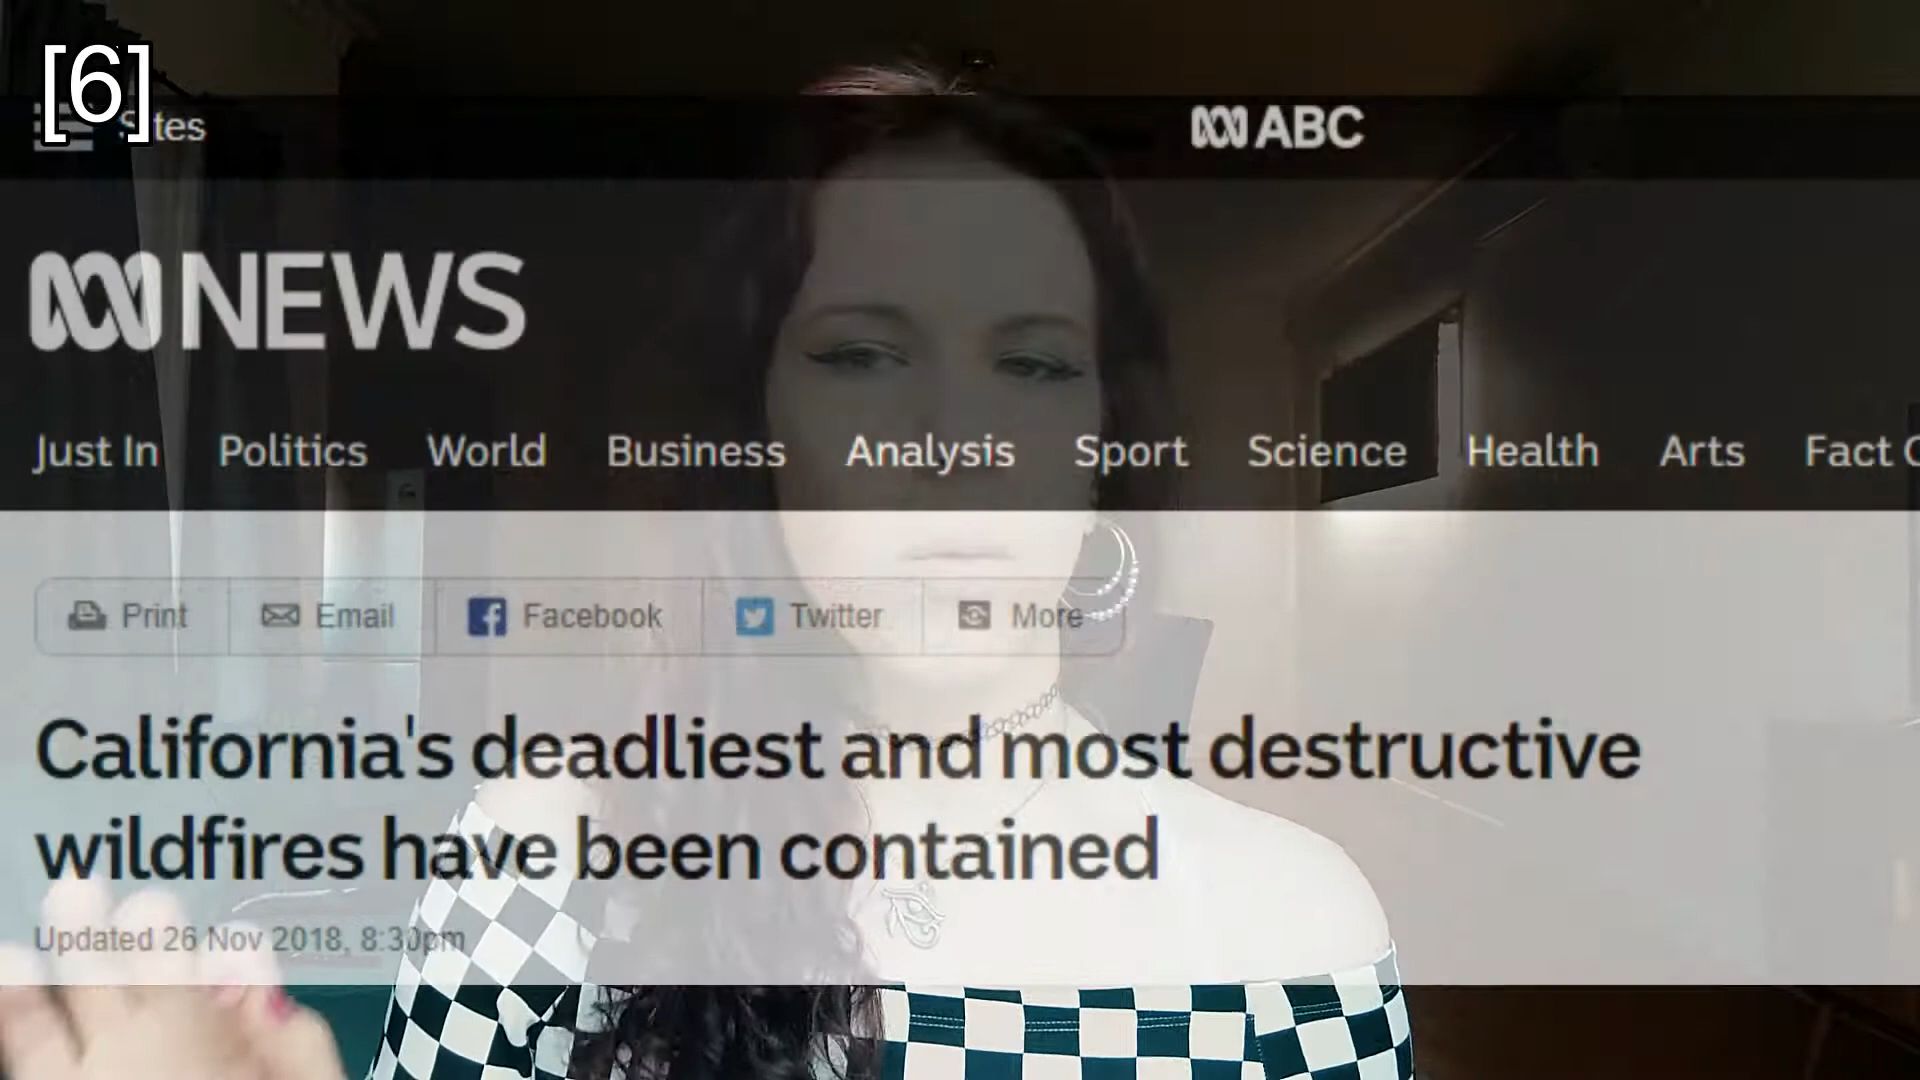 [6]
Sites
ABC
NEWS
Just In Politics World Business Analysis Sport Science Health Arts Fact
Print Email Facebook Twitter More
California's deadliest and most destructive
wildfires have been contained
Updated 26 Nov 2018, 8:30pm